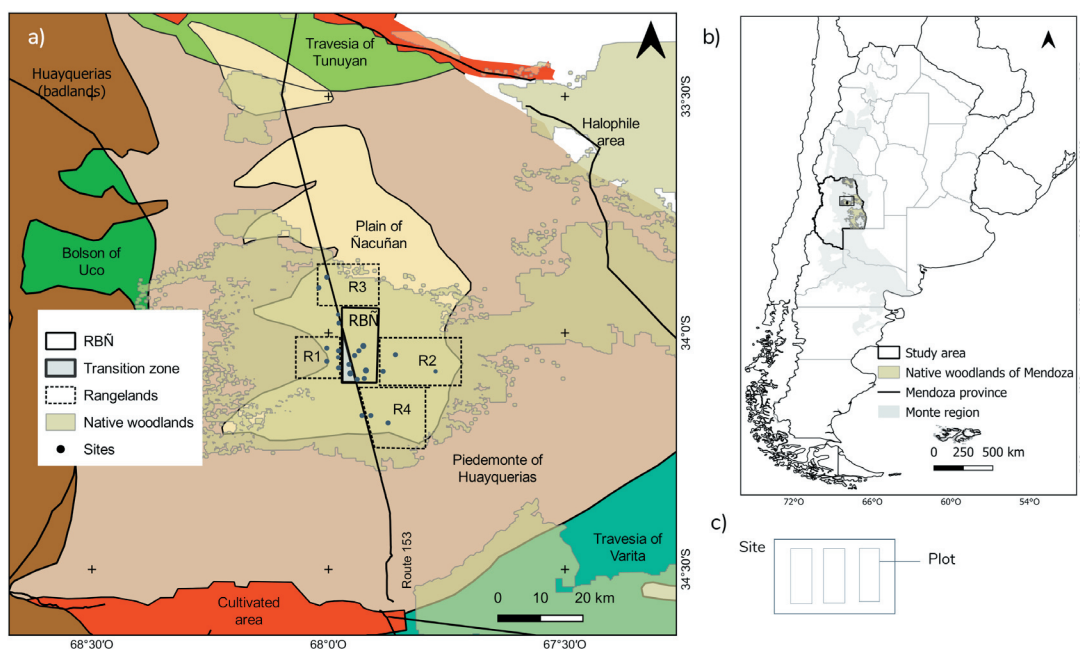 a)
Travesia of
Tunuyan
Huayquerias
(badlands)
Halophile
area
33°30'S
Plain of
Ñacuñan
Bolson of
Uco
R3
RBÑ
R1
R2
R4
34°0'S
RBÑ
Transition zone
Rangelands
Native woodlands
Sites
Piedemonte of
Huayquerias
Route 153
Travesia of
Varita
34°30'S
Cultivated
area
0 10 20 km
68°30'O
68°0'O
67°30'O
b)
Study area
Native woodlands of Mendoza
Mendoza province
Monte region
0 250 500 km
72°O
66°O
60°O
54°O
c)
Site
Plot